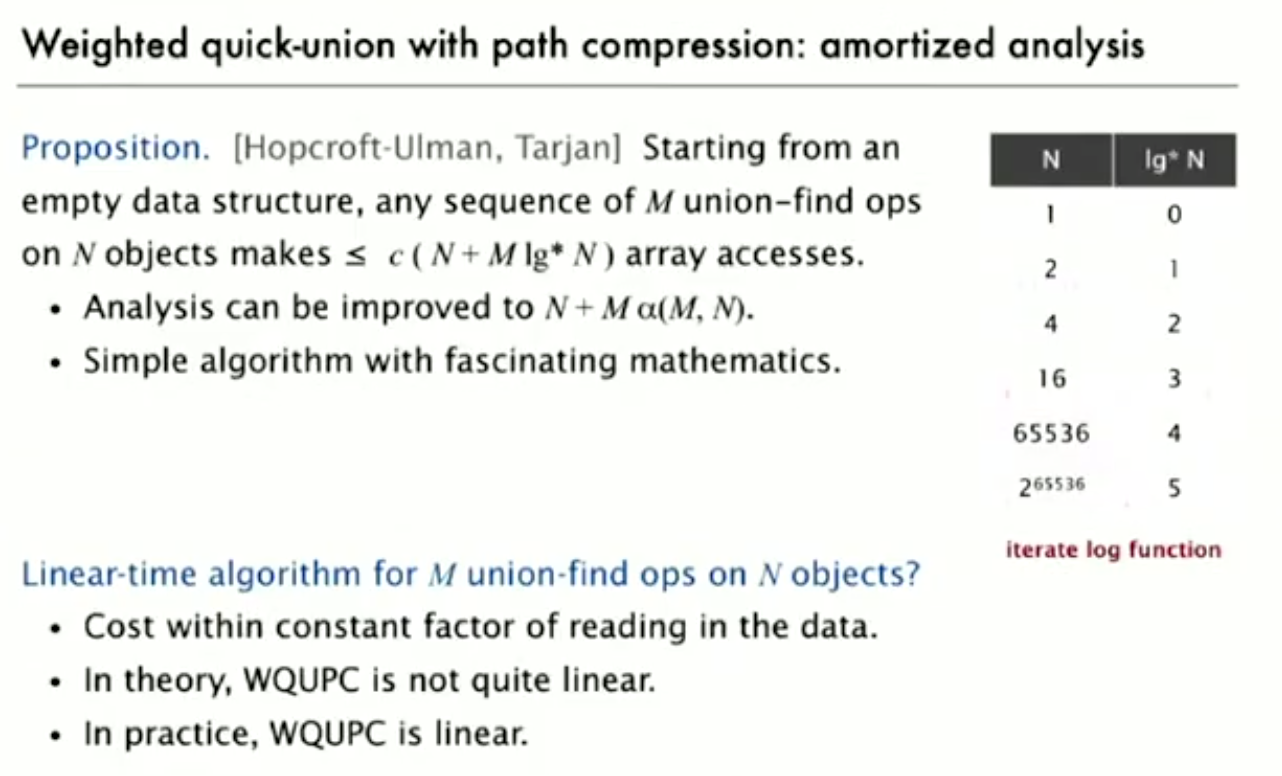 Weighted quick-union with path compression: amortized analysis
Proposition. [Hopcroft-Ulman, Tarjan] Starting from an
empty data structure, any sequence of M union–find ops
on N objects makes ≤ c ( N + M lg* N ) array accesses.
• Analysis can be improved to N + M α(M, N).
• Simple algorithm with fascinating mathematics.
N lg* N
1 0
2 1
4 2
16 3
65536 4
2⁶⁵⁵³⁶ 5
iterate log function
Linear-time algorithm for M union-find ops on N objects?
• Cost within constant factor of reading in the data.
• In theory, WQUPC is not quite linear.
• In practice, WQUPC is linear.